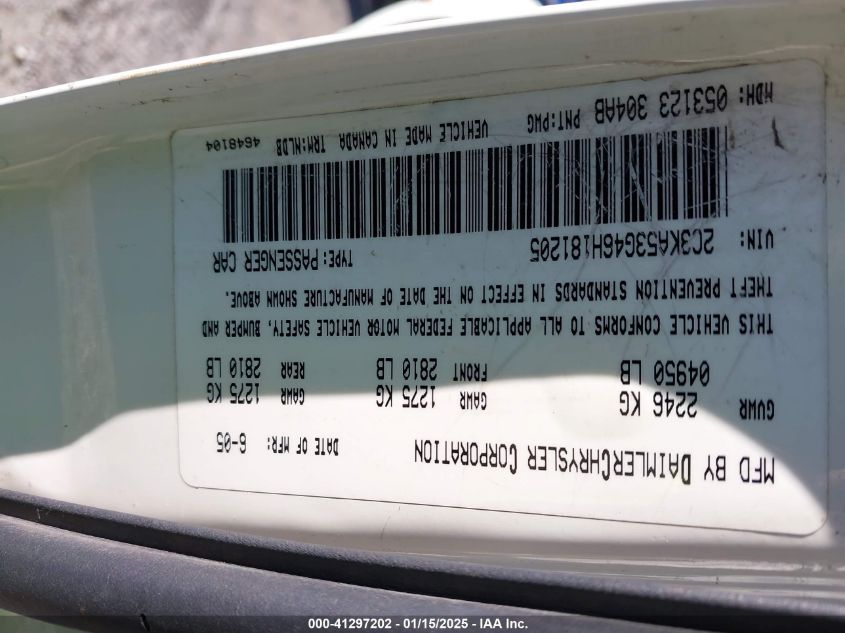 MFD BY DAIMLERCHRYSLER CORPORATION DATE OF MFR: 6-05
GVWR 2246 KG GAWR 1275 KG GAWR 1275 KG
04950 LB FRONT 2810 LB REAR 2810 LB
THIS VEHICLE CONFORMS TO ALL APPLICABLE FEDERAL MOTOR VEHICLE SAFETY, BUMPER AND
THEFT PREVENTION STANDARDS IN EFFECT ON THE DATE OF MANUFACTURE SHOWN ABOVE.
VIN: 2C3KA53G46H181205 TYPE: PASSENGER CAR
MDH: 053123 304AB PNT:PWG VEHICLE MADE IN CANADA TRM:NLDB 4648104
000-41297202 - 01/15/2025 - IAA Inc.